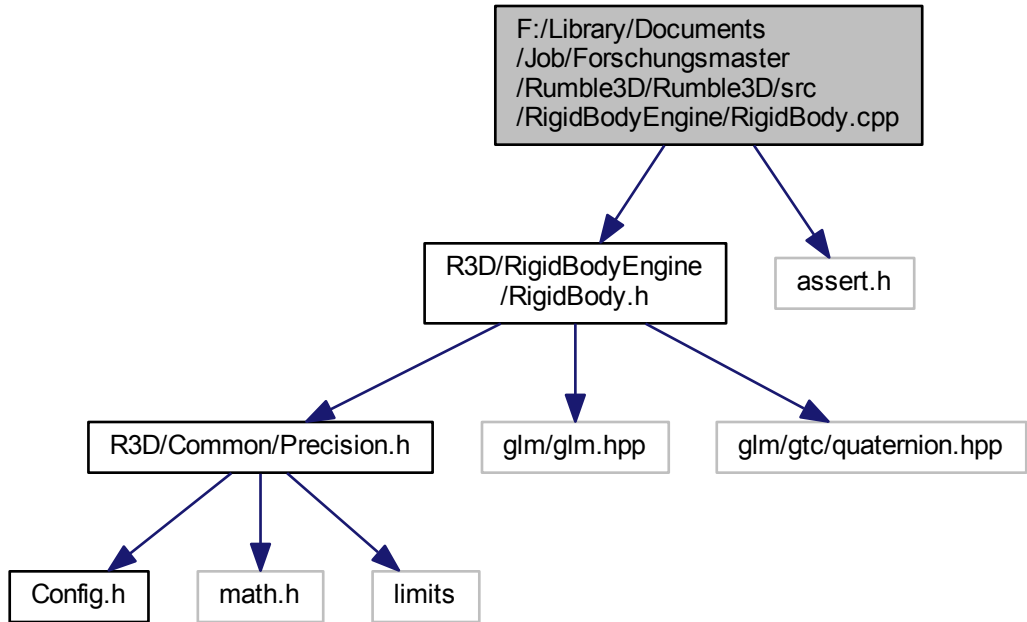 F:/Library/Documents
/Job/Forschungsmaster
/Rumble3D/Rumble3D/src
/RigidBodyEngine/RigidBody.cpp
R3D/RigidBodyEngine
/RigidBody.h
assert.h
R3D/Common/Precision.h
glm/glm.hpp
glm/gtc/quaternion.hpp
Config.h
math.h
limits